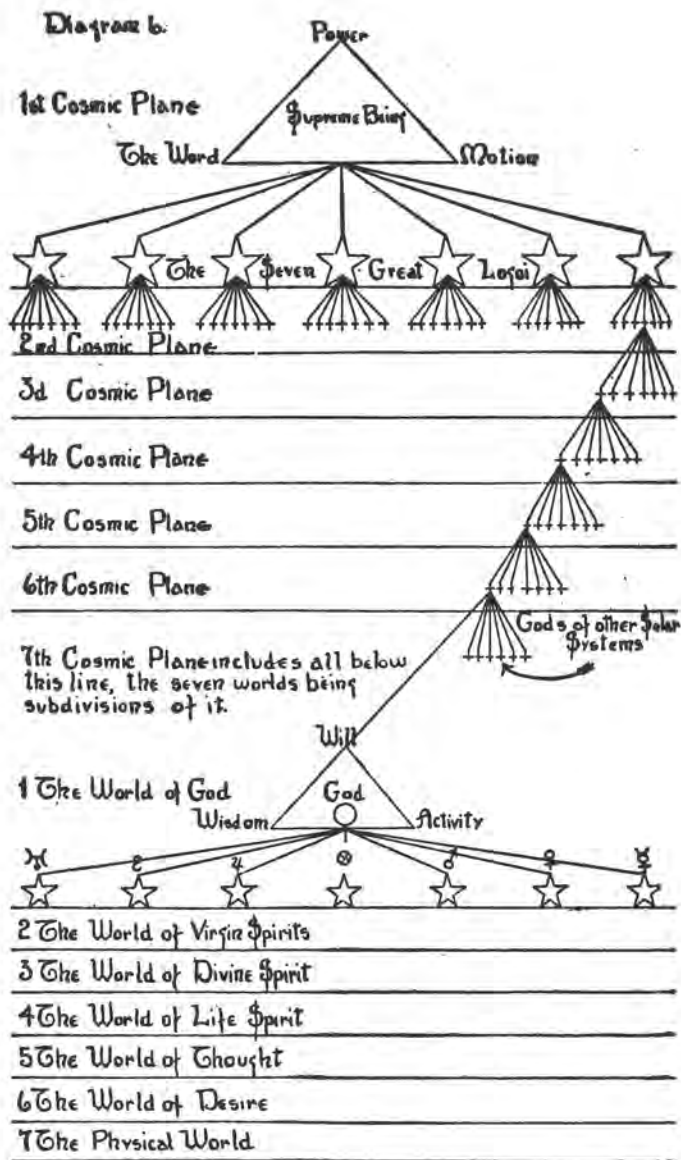 Diagram 6.
Power
1st Cosmic Plane
Supreme Being
The Word
Motion
The Seven Great Logoi
2nd Cosmic Plane
3d Cosmic Plane
4th Cosmic Plane
5th Cosmic Plane
6th Cosmic Plane
Gods of other Solar
Systems
7th Cosmic Plane includes all below
this line, the seven worlds being
subdivisions of it.
Will
1 The World of God
God
Wisdom
Activity
♅ ♄ ♃ ⊗ ♂ ♀ ☿
2 The World of Virgin Spirits
3 The World of Divine Spirit
4 The World of Life Spirit
5 The World of Thought
6 The World of Desire
7 The Physical World